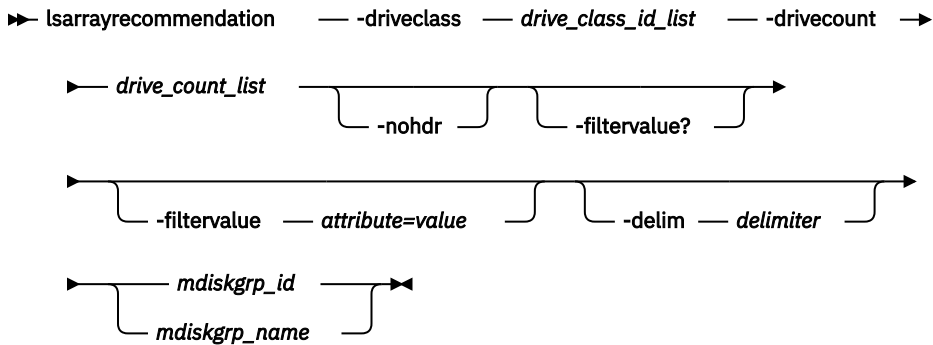 lsarrayrecommendation -driveclass drive_class_id_list -drivecount
drive_count_list
-nohdr -filtervalue?
-filtervalue attribute=value -delim delimiter
mdiskgrp_id
mdiskgrp_name